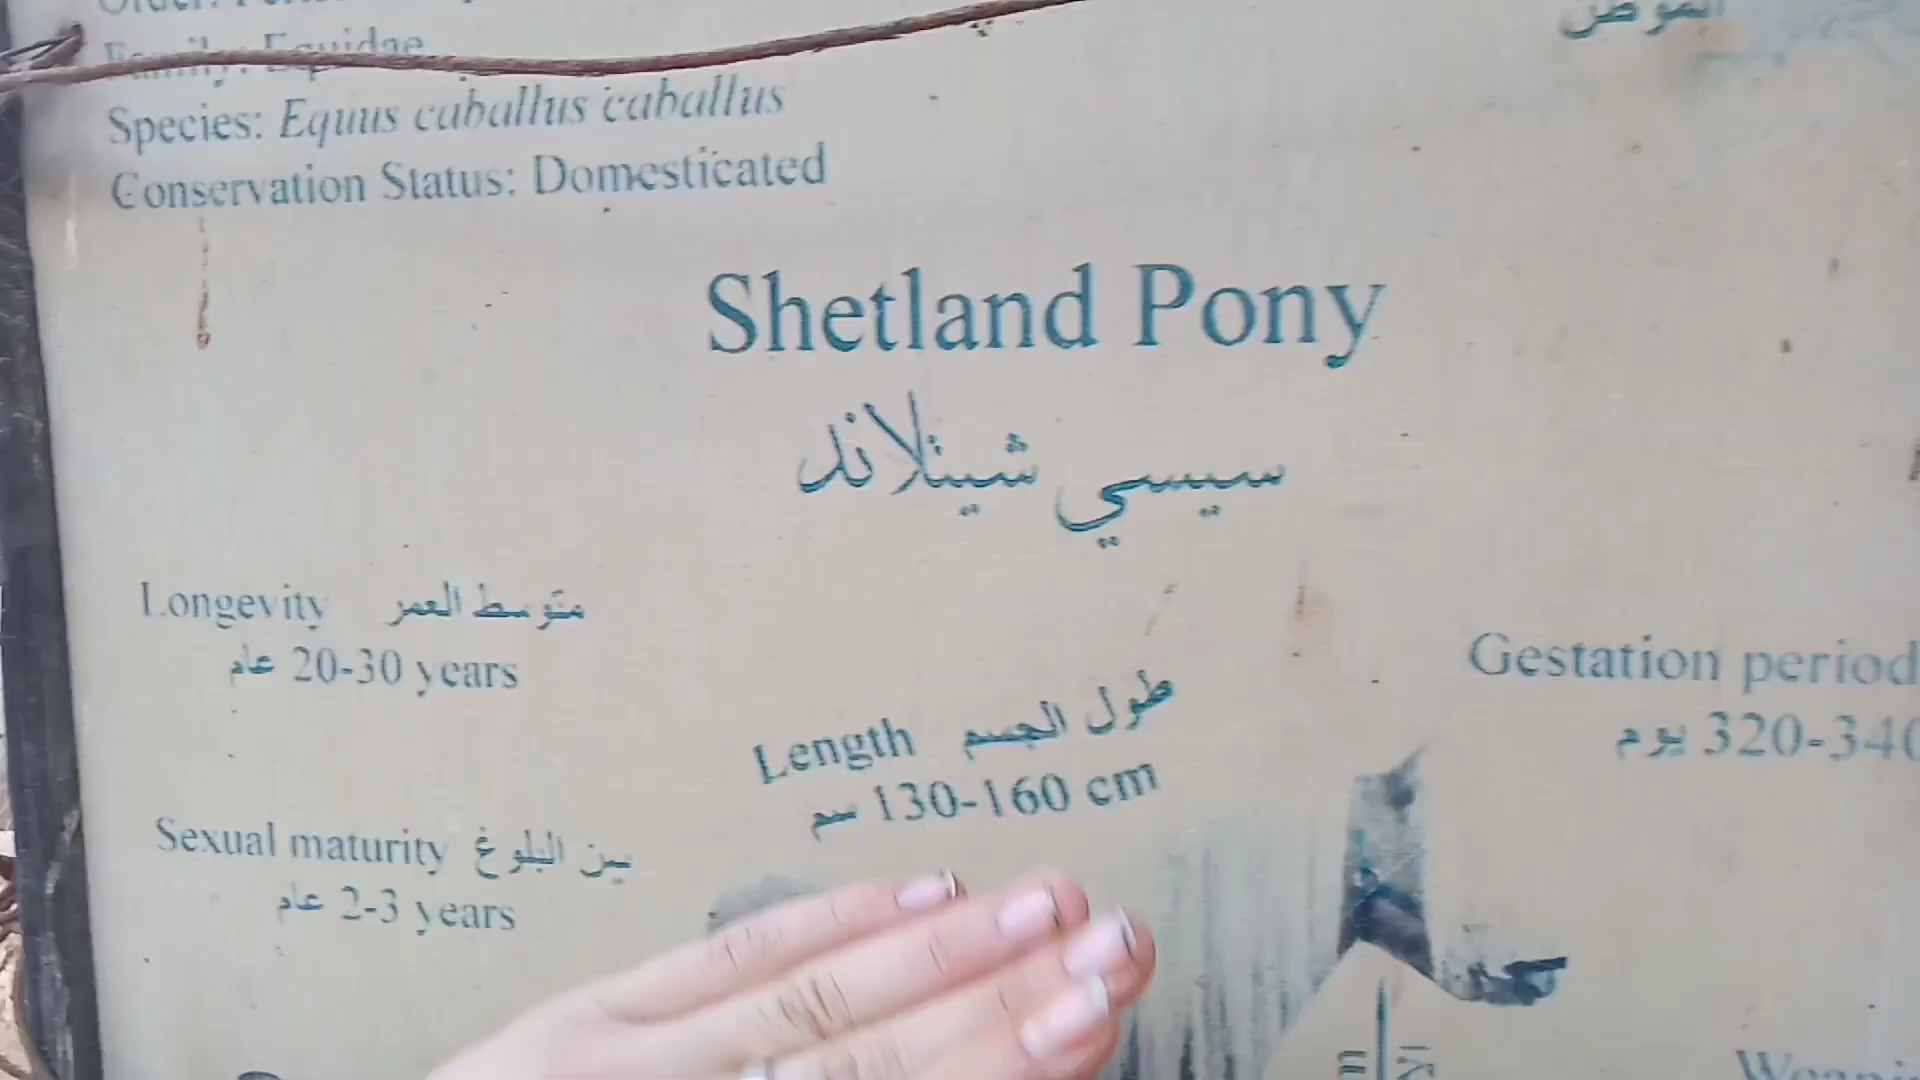 Family: Equidae
Species: Equus caballus caballus
Conservation Status: Domesticated
الموطن
Shetland Pony
سيسي شيتلاند
Longevity متوسط العمر
عام 20-30 years
Length طول الجسم
سم 130-160 cm
Gestation period
يوم 320-340
Sexual maturity سن البلوغ
عام 2-3 years